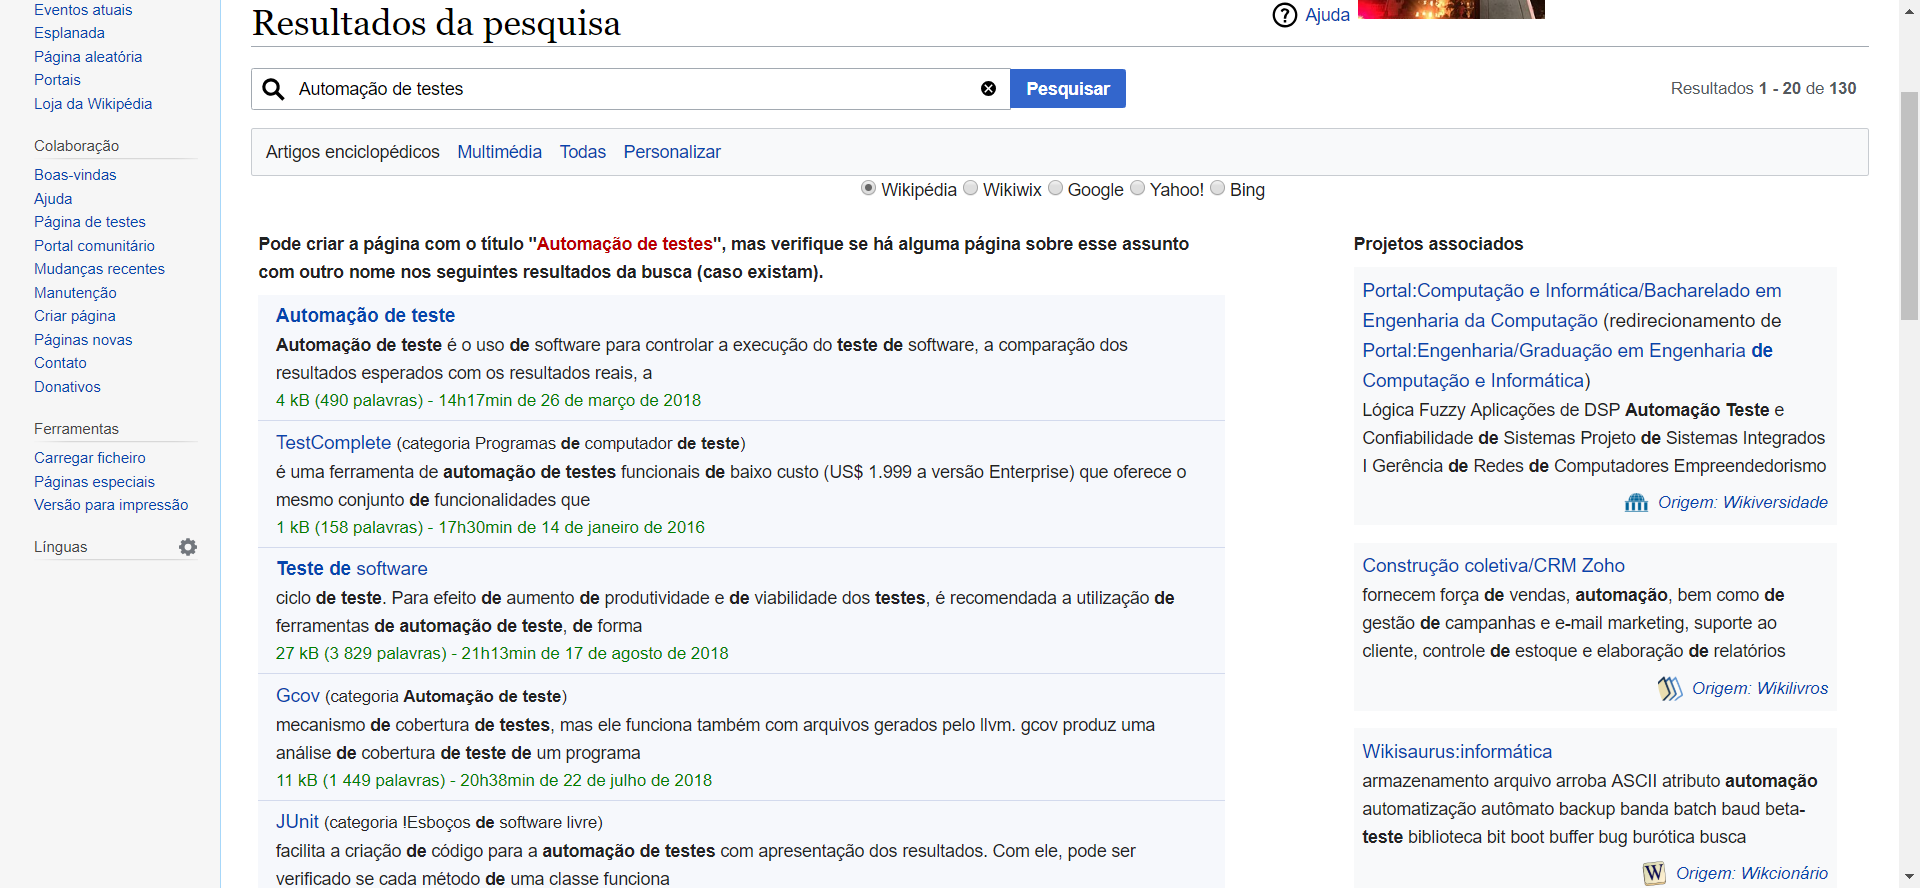 Eventos atuais
Esplanada
Página aleatória
Portais
Loja da Wikipédia
Colaboração
Boas-vindas
Ajuda
Página de testes
Portal comunitário
Mudanças recentes
Manutenção
Criar página
Páginas novas
Contato
Donativos
Ferramentas
Carregar ficheiro
Páginas especiais
Versão para impressão
Línguas
Resultados da pesquisa
Ajuda
Automação de testes
Pesquisar
Resultados 1 - 20 de 130
Artigos enciclopédicos Multimédia Todas Personalizar
Wikipédia Wikiwix Google Yahoo! Bing
Pode criar a página com o título "Automação de testes", mas verifique se há alguma página sobre esse assunto
com outro nome nos seguintes resultados da busca (caso existam).
Automação de teste
Automação de teste é o uso de software para controlar a execução do teste de software, a comparação dos
resultados esperados com os resultados reais, a
4 kB (490 palavras) - 14h17min de 26 de março de 2018
TestComplete (categoria Programas de computador de teste)
é uma ferramenta de automação de testes funcionais de baixo custo (US$ 1.999 a versão Enterprise) que oferece o
mesmo conjunto de funcionalidades que
1 kB (158 palavras) - 17h30min de 14 de janeiro de 2016
Teste de software
ciclo de teste. Para efeito de aumento de produtividade e de viabilidade dos testes, é recomendada a utilização de
ferramentas de automação de teste, de forma
27 kB (3 829 palavras) - 21h13min de 17 de agosto de 2018
Gcov (categoria Automação de teste)
mecanismo de cobertura de testes, mas ele funciona também com arquivos gerados pelo llvm. gcov produz uma
análise de cobertura de teste de um programa
11 kB (1 449 palavras) - 20h38min de 22 de julho de 2018
JUnit (categoria !Esboços de software livre)
facilita a criação de código para a automação de testes com apresentação dos resultados. Com ele, pode ser
verificado se cada método de uma classe funciona
Projetos associados
Portal:Computação e Informática/Bacharelado em
Engenharia da Computação (redirecionamento de
Portal:Engenharia/Graduação em Engenharia de
Computação e Informática)
Lógica Fuzzy Aplicações de DSP Automação Teste e
Confiabilidade de Sistemas Projeto de Sistemas Integrados
I Gerência de Redes de Computadores Empreendedorismo
Origem: Wikiversidade
Construção coletiva/CRM Zoho
fornecem força de vendas, automação, bem como de
gestão de campanhas e e-mail marketing, suporte ao
cliente, controle de estoque e elaboração de relatórios
Origem: Wikilivros
Wikisaurus:informática
armazenamento arquivo arroba ASCII atributo automação
automatização autômato backup banda batch baud beta-
teste biblioteca bit boot buffer bug burótica busca
W Origem: Wikcionário